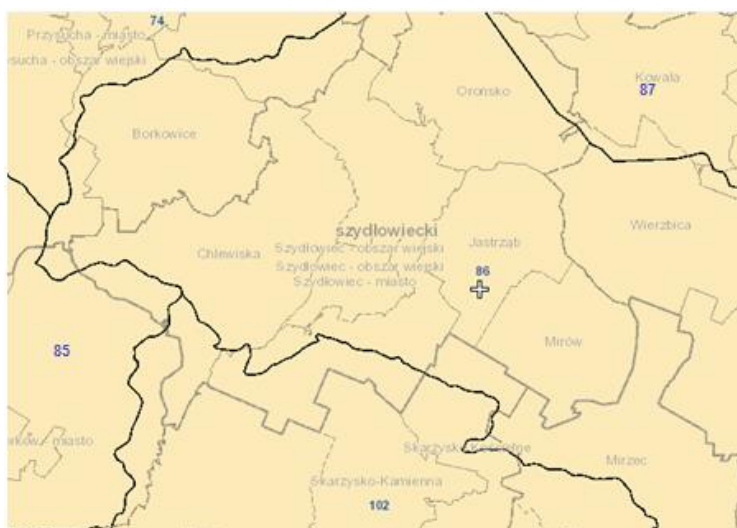 74
Przysucha - miasto
sucha - obszar wiejski
Orońsko
Kowala
87
Borkowice
szydłowiecki
Wierzbica
Chlewiska
Szydłowiec - obszar wiejski
Jastrząb
Szydłowiec - obszar wiejski
86
Szydłowiec - miasto
Mirów
85
miasto
Skarżysko-Kościelne
Mirzec
Skarżysko-Kamienna
102